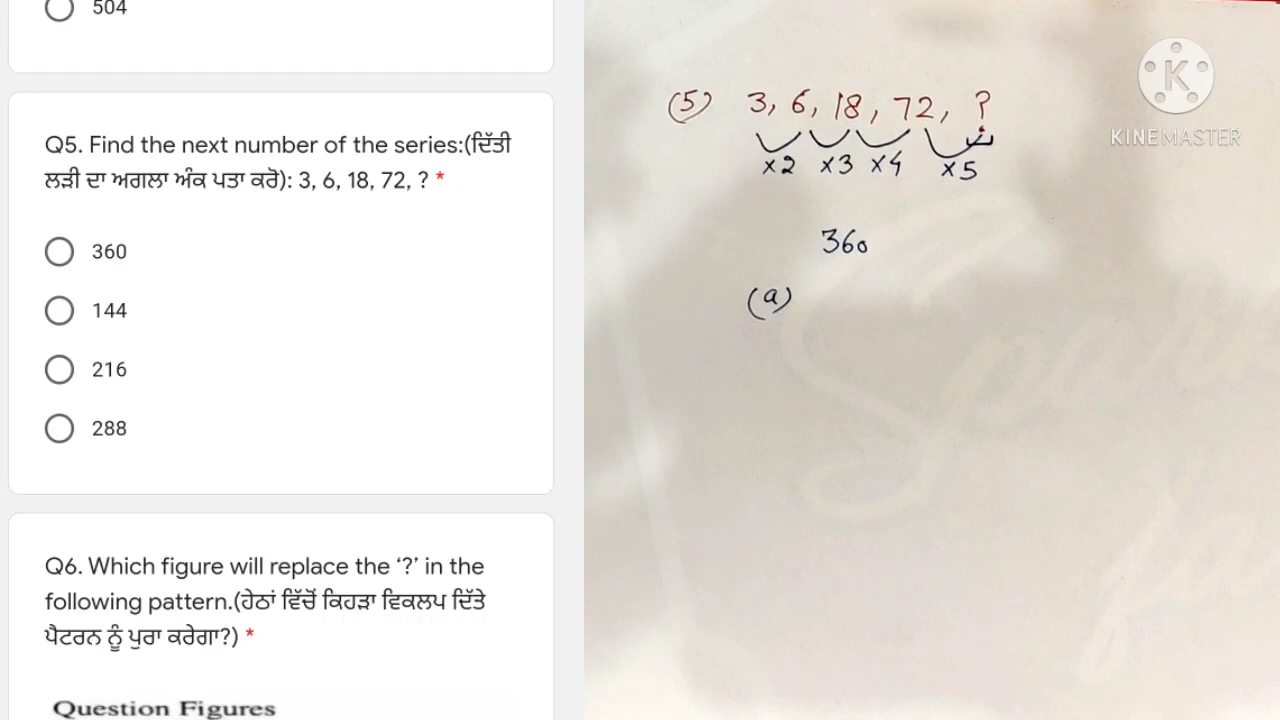 504
Q5. Find the next number of the series:(ਦਿੱਤੀ
ਲੜੀ ਦਾ ਅਗਲਾ ਅੰਕ ਪਤਾ ਕਰੋ): 3, 6, 18, 72, ? *
360
144
216
288
Q6. Which figure will replace the ‘?’ in the
following pattern.(ਹੇਠਾਂ ਵਿੱਚੋਂ ਕਿਹੜਾ ਵਿਕਲਪ ਦਿੱਤੇ
ਪੈਟਰਨ ਨੂੰ ਪੁਰਾ ਕਰੇਗਾ?) *
Question Figures
(5) 3, 6, 18, 72, ?
×2 ×3 ×4 ×5
360
(a)
K
KINEMASTER